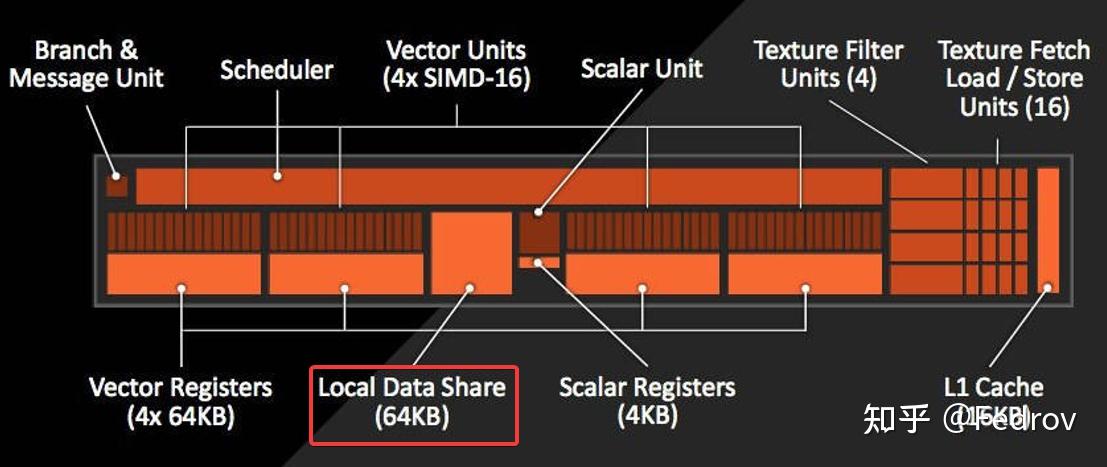 Branch &
Message Unit
Scheduler
Vector Units
(4x SIMD-16)
Scalar Unit
Texture Filter
Units (4)
Texture Fetch
Load / Store
Units (16)
Vector Registers
(4x 64KB)
Local Data Share
(64KB)
Scalar Registers
(4KB)
L1 Cache
(16KB)
知乎 @Fedrov